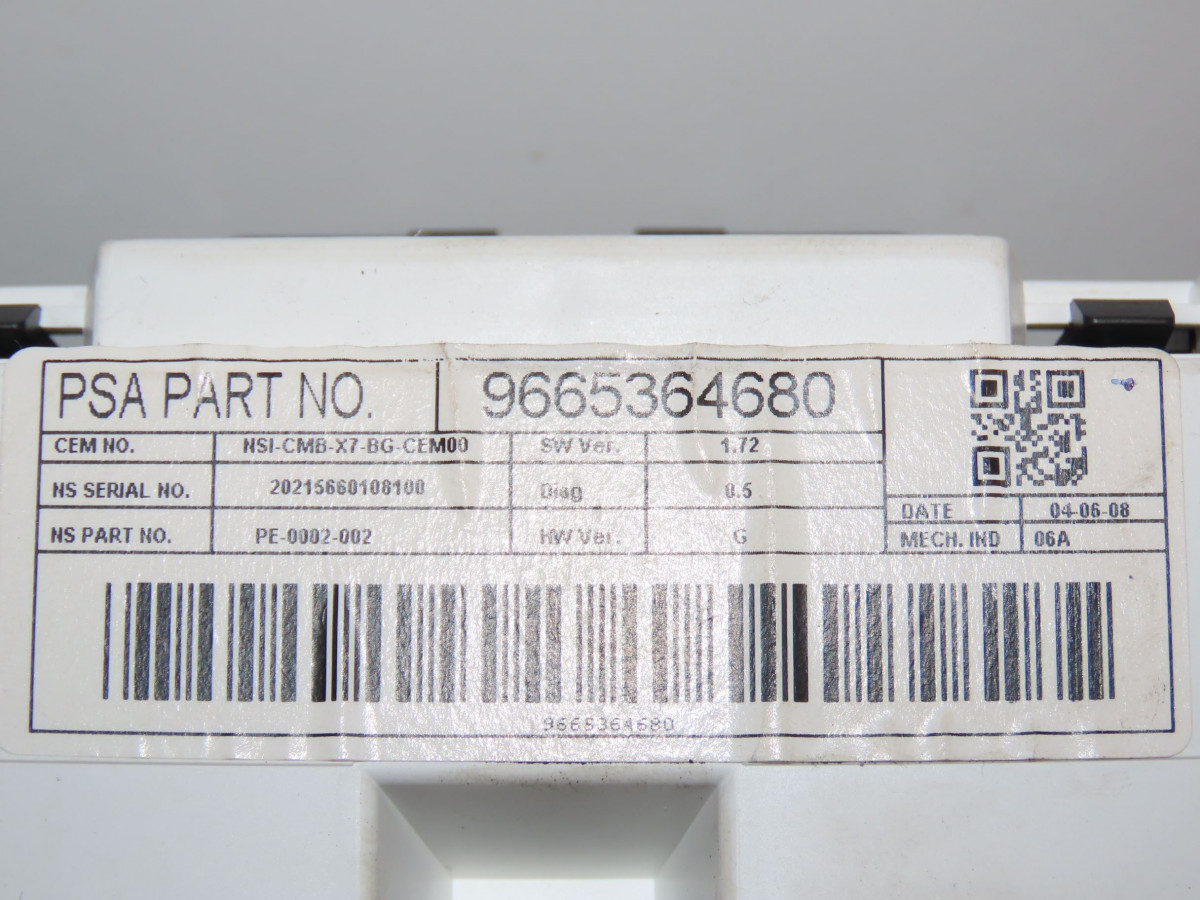 PSA PART NO. 9665364680
CEM NO. NSI-CMB-X7-BG-CEM00 SW Ver. 1.72
NS SERIAL NO. 20215660108100 Diag 0.5
DATE 04-06-08
NS PART NO. PE-0002-002 HW Ver. G
MECH. IND 06A
9665364680